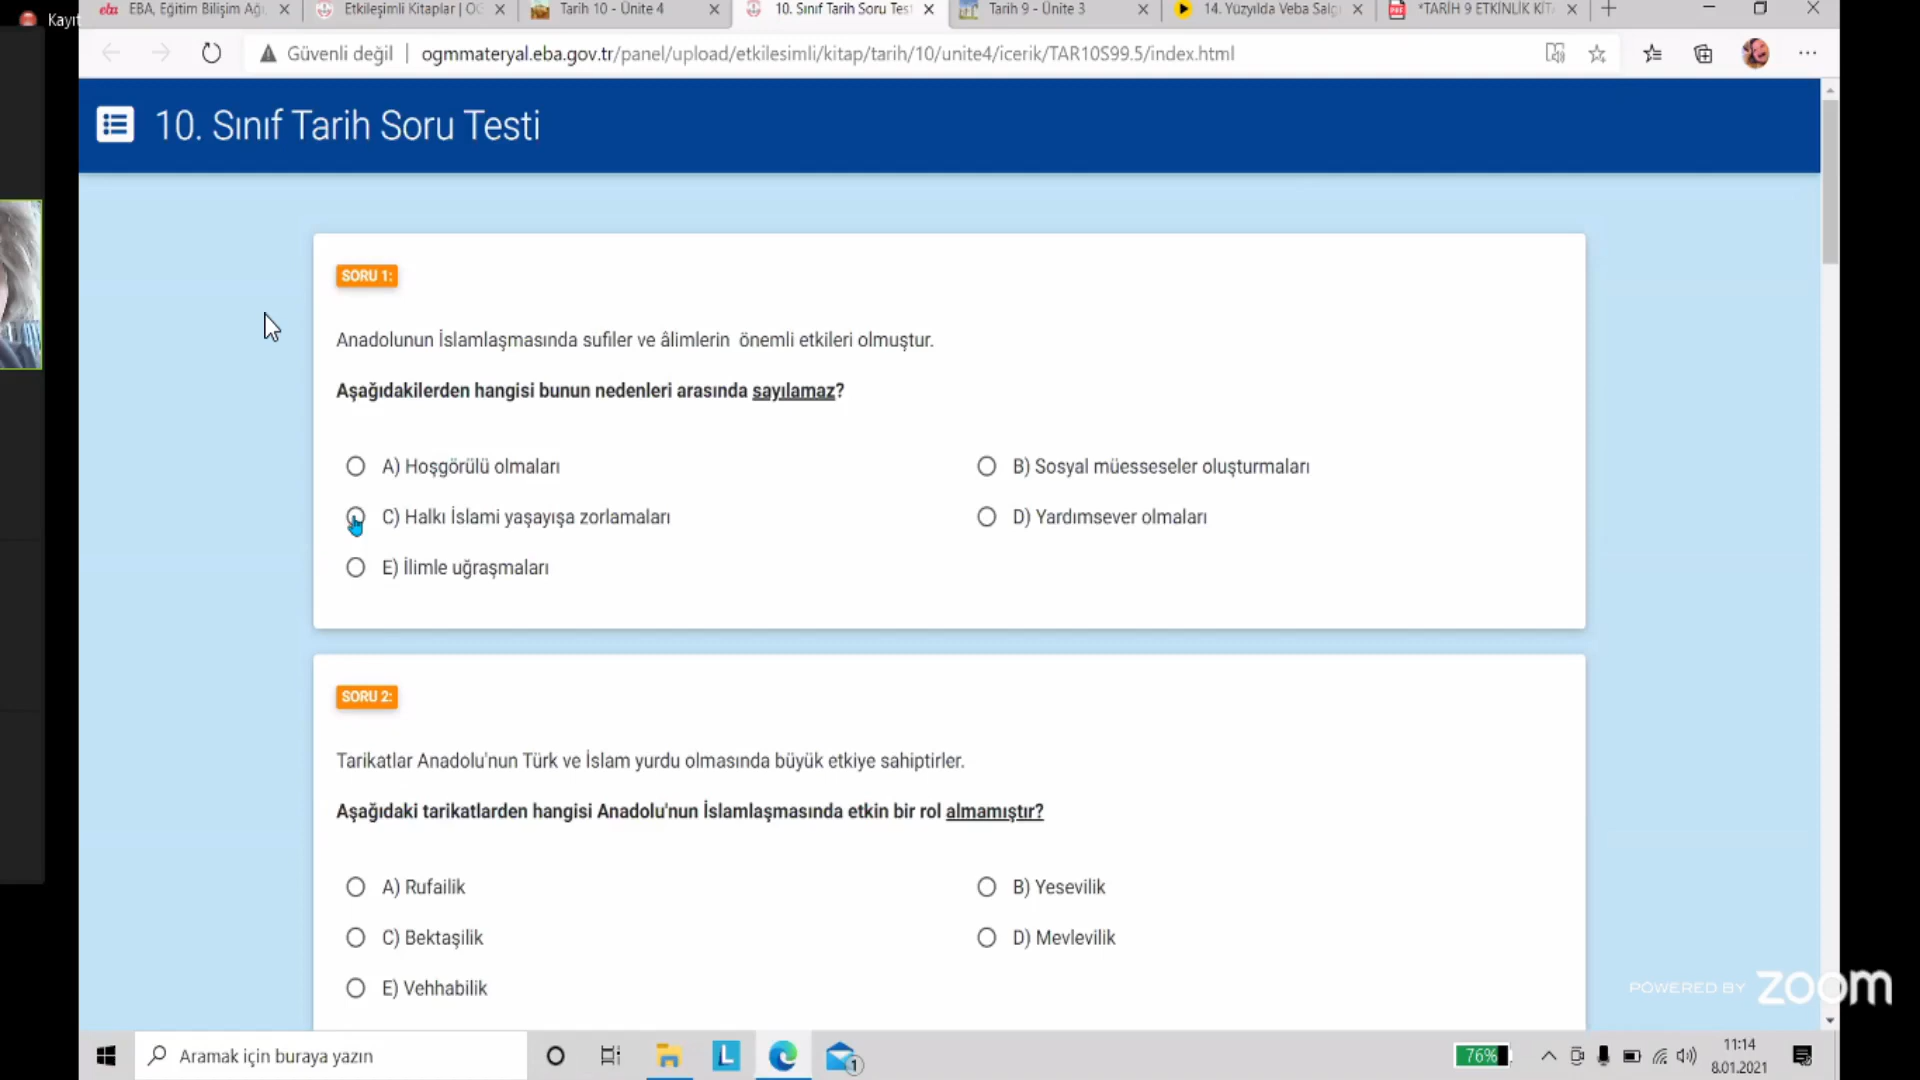 Kayıt
eba EBA, Eğitim Bilişim Ağı
Etkileşimli Kitaplar | OG
Tarih 10 - Ünite 4
10. Sınıf Tarih Soru Test
Tarih 9 - Ünite 3
14. Yüzyılda Veba Salg
*TARİH 9 ETKİNLİK KİT
Güvenli değil | ogmmateryal.eba.gov.tr/panel/upload/etkilesimli/kitap/tarih/10/unite4/icerik/TAR10S99.5/index.html
10. Sınıf Tarih Soru Testi
SORU 1:
Anadolunun İslamlaşmasında sufiler ve âlimlerin önemli etkileri olmuştur.
Aşağıdakilerden hangisi bunun nedenleri arasında sayılamaz?
A) Hoşgörülü olmaları
B) Sosyal müesseseler oluşturmaları
C) Halkı İslami yaşayışa zorlamaları
D) Yardımsever olmaları
E) İlimle uğraşmaları
SORU 2:
Tarikatlar Anadolu'nun Türk ve İslam yurdu olmasında büyük etkiye sahiptirler.
Aşağıdaki tarikatlarden hangisi Anadolu'nun İslamlaşmasında etkin bir rol almamıştır?
A) Rufailik
B) Yesevilik
C) Bektaşilik
D) Mevlevilik
E) Vehhabilik
POWERED BY zoom
Aramak için buraya yazın
L
1
76%
11:14
8.01.2021